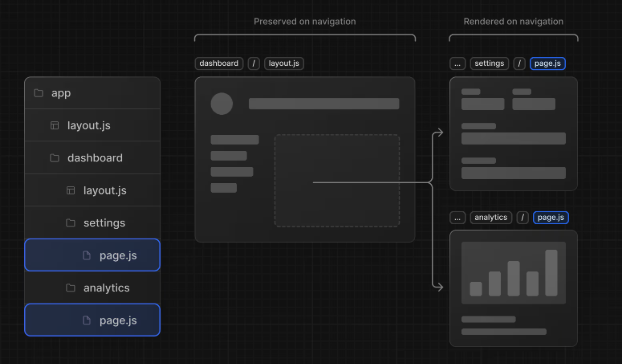 Preserved on navigation
Rendered on navigation
dashboard / layout.js
... settings / page.js
app
layout.js
dashboard
layout.js
settings
page.js
analytics
page.js
... analytics / page.js